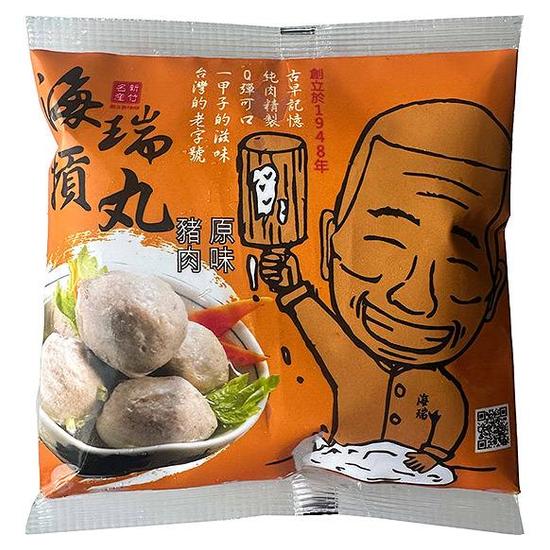 海瑞摃丸
新竹
名產
創立於1948年
古早記憶
純肉精製
Q彈可口
一甲子的滋味
台灣的老字號
原味
豬肉
海瑞